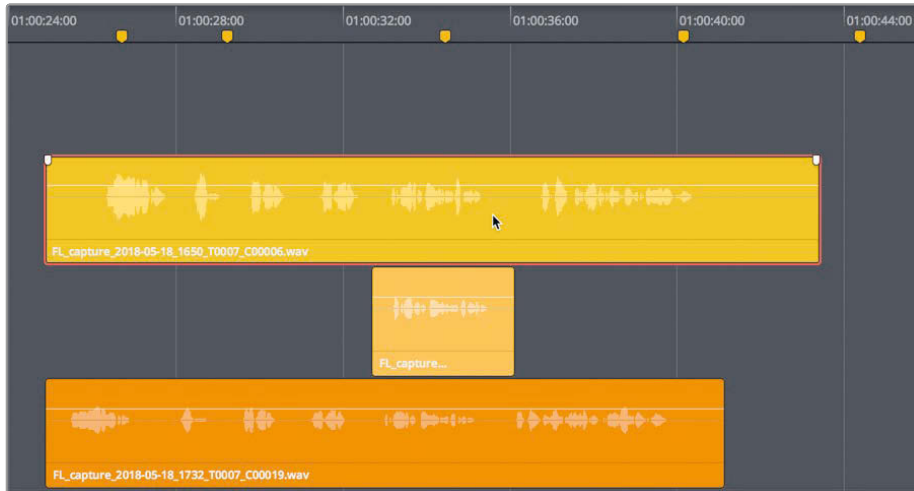 01:00:24:00 01:00:28:00 01:00:32:00 01:00:36:00 01:00:40:00 01:00:44:00
FL_capture_2018-05-18_1650_T0007_C00006.wav
FL_capture...
FL_capture_2018-05-18_1732_T0007_C00019.wav